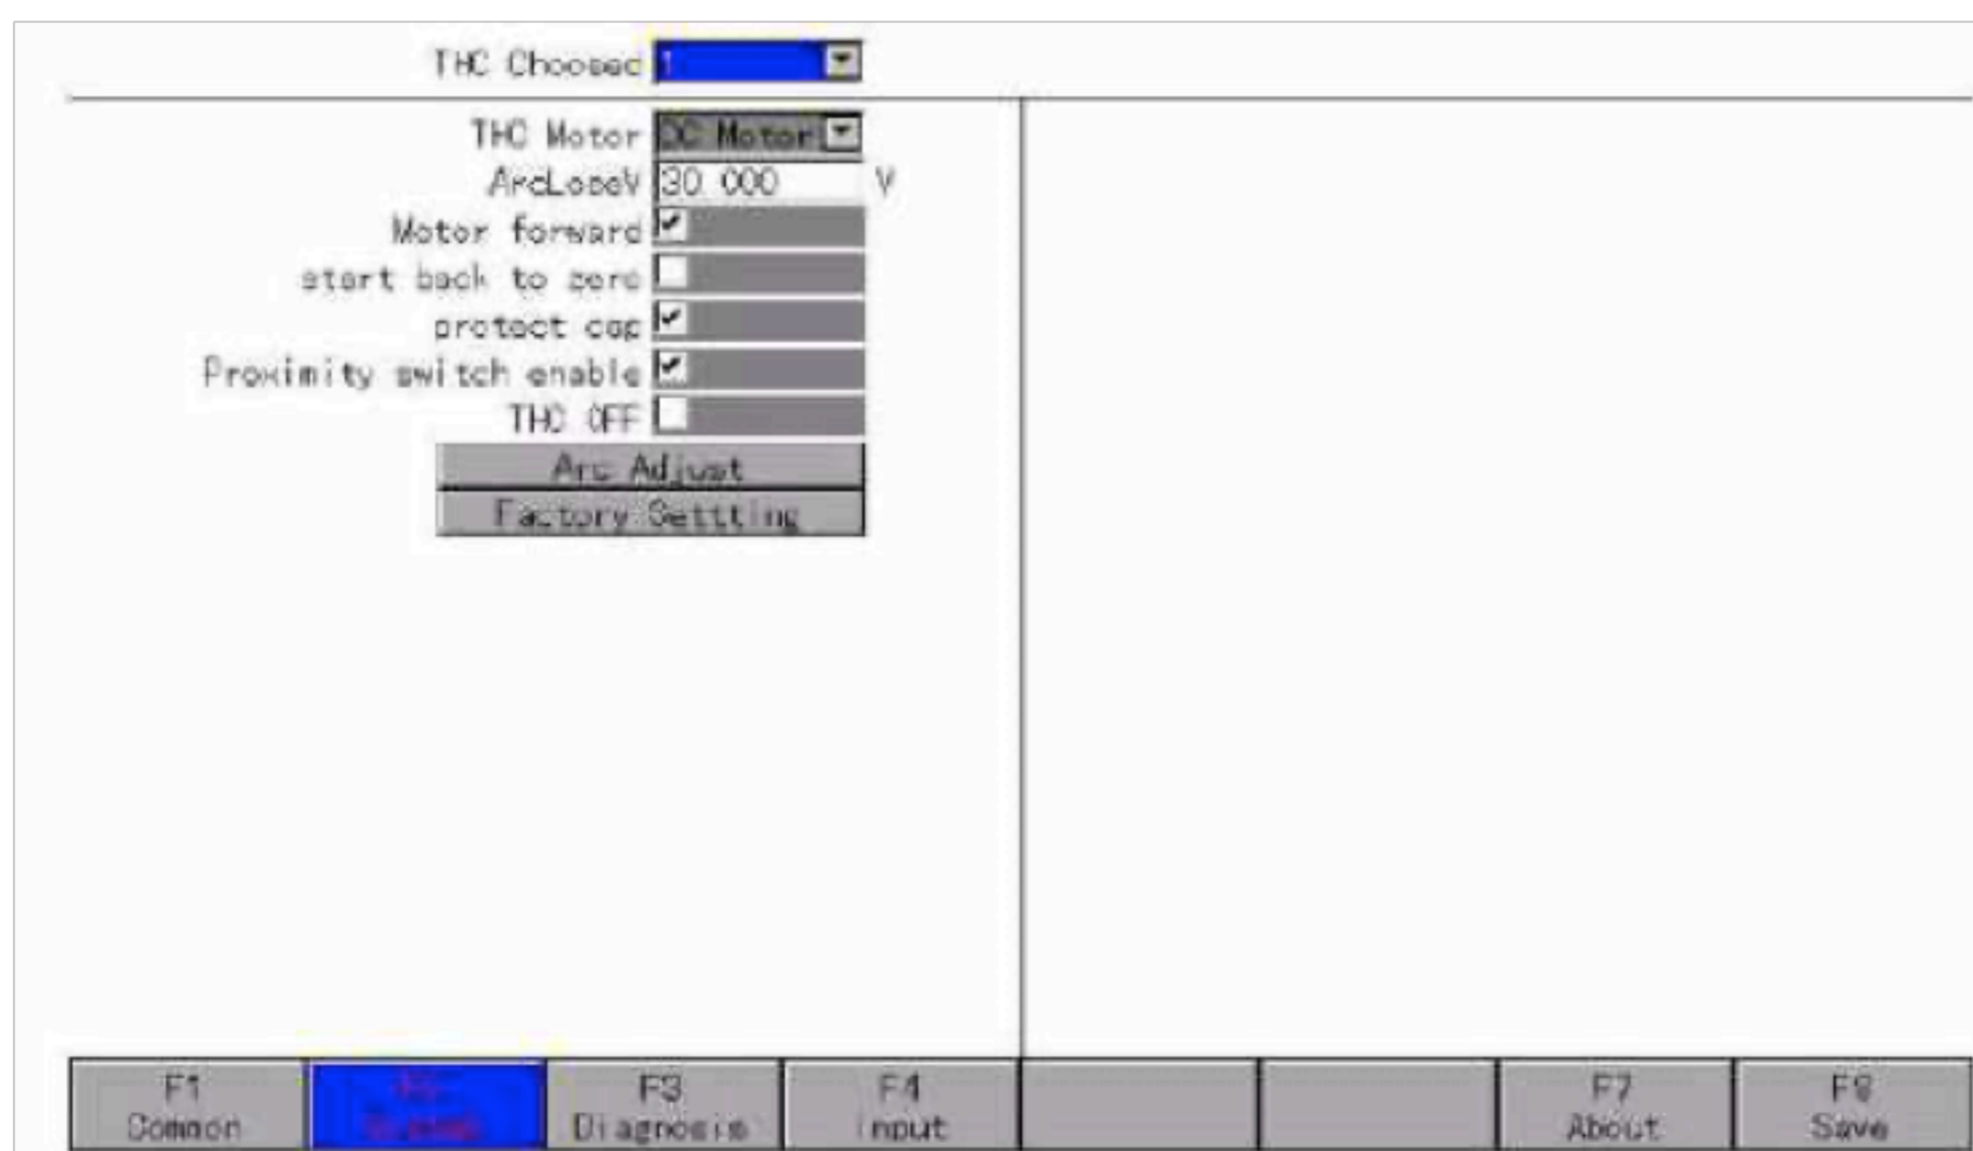 THC Choosed 1
THC Motor DC Motor
ArcLoseV 30.000 V
Motor forward
start back to zero
protect cap
Proximity switch enable
THC OFF
Arc Adjust
Factory Settting
F1 F3 F4 F7 F8
Common Diagnosis input About Save